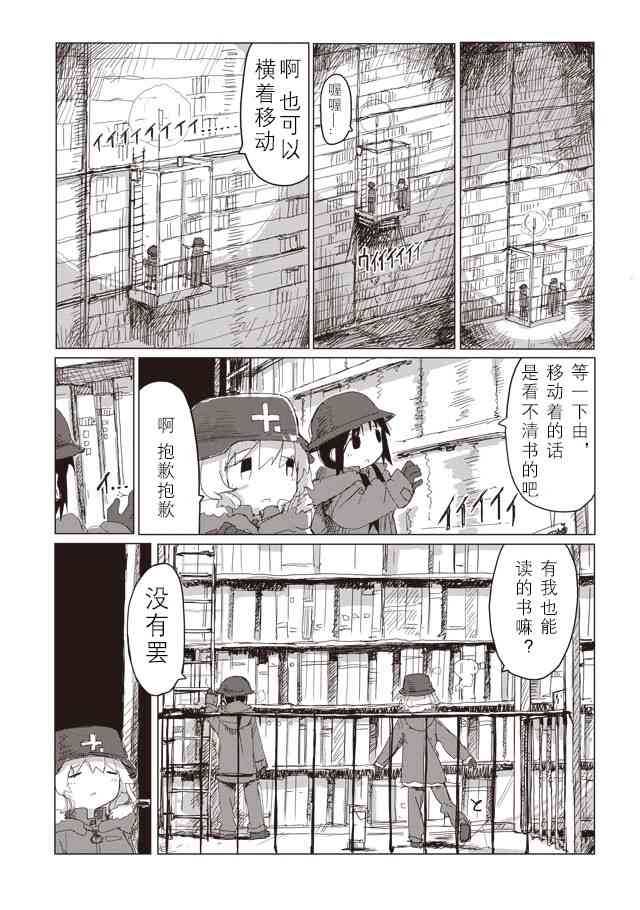 喔喔
—…
ウイイイイイ
啊 也可以
横着移动
イイイイイイ……
等一下由，
移动着的话
是看不清书的吧
イイイイイ
啊 抱歉抱歉
イ…
有我也能
读的书嘛？
と
没有罢